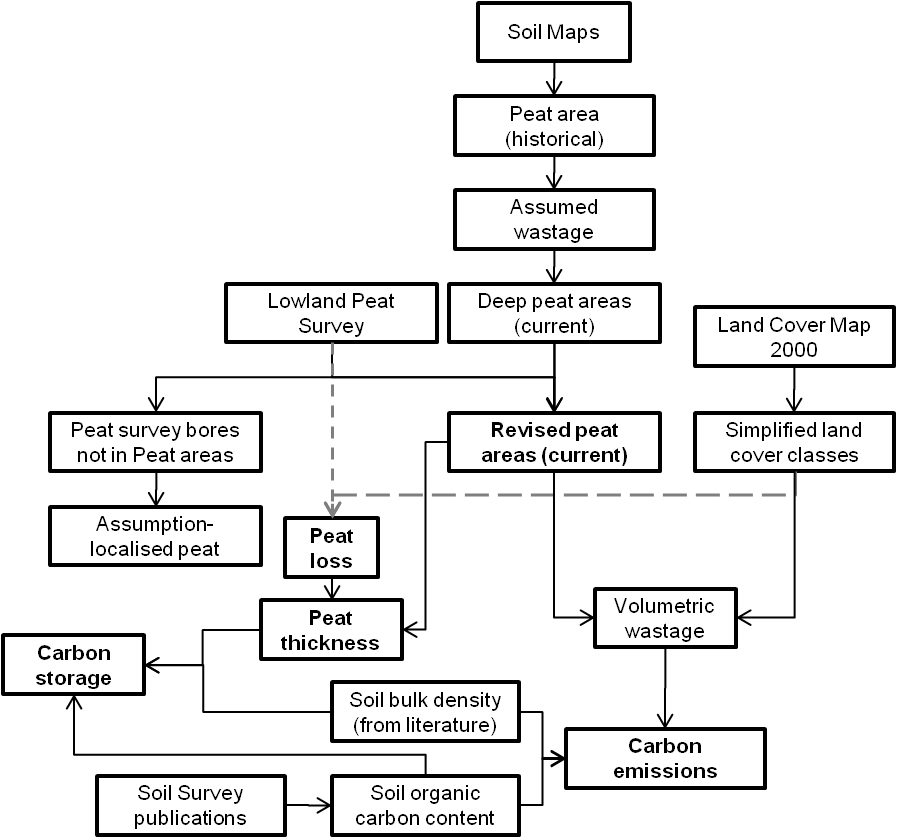 Soil Maps
Peat area
(historical)
Assumed
wastage
Lowland Peat
Survey
Deep peat areas
(current)
Land Cover Map
2000
Peat survey bores
not in Peat areas
Revised peat
areas (current)
Simplified land
cover classes
Assumption-
localised peat
Peat
loss
Peat
thickness
Volumetric
wastage
Carbon
storage
Soil bulk density
(from literature)
Carbon
emissions
Soil Survey
publications
Soil organic
carbon content